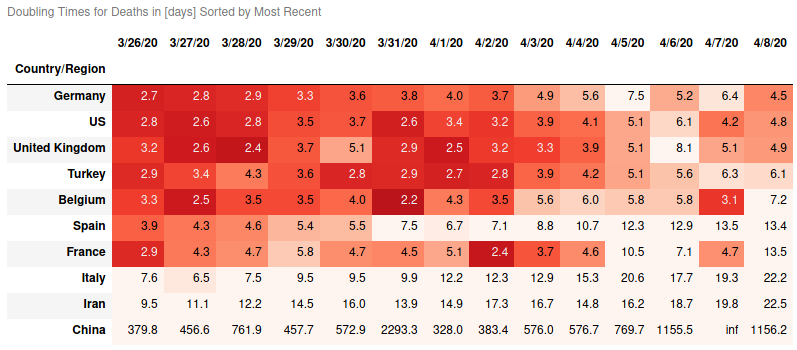 Doubling Times for Deaths in [days] Sorted by Most Recent
3/26/20 3/27/20 3/28/20 3/29/20 3/30/20 3/31/20 4/1/20 4/2/20 4/3/20 4/4/20 4/5/20 4/6/20 4/7/20 4/8/20
Country/Region
Germany 2.7 2.8 2.9 3.3 3.6 3.8 4.0 3.7 4.9 5.6 7.5 5.2 6.4 4.5
US 2.8 2.6 2.8 3.5 3.7 2.6 3.4 3.2 3.9 4.1 5.1 6.1 4.2 4.8
United Kingdom 3.2 2.6 2.4 3.7 5.1 2.9 2.5 3.2 3.3 3.9 5.1 8.1 5.1 4.9
Turkey 2.9 3.4 4.3 3.6 2.8 2.9 2.7 2.8 3.9 4.2 5.1 5.6 6.3 6.1
Belgium 3.3 2.5 3.5 3.5 4.0 2.2 4.3 3.5 5.6 6.0 5.8 5.8 3.1 7.2
Spain 3.9 4.3 4.6 5.4 5.5 7.5 6.7 7.1 8.8 10.7 12.3 12.9 13.5 13.4
France 2.9 4.3 4.7 5.8 4.7 4.5 5.1 2.4 3.7 4.6 10.5 7.1 4.7 13.5
Italy 7.6 6.5 7.5 9.5 9.5 9.9 12.2 12.3 12.9 15.3 20.6 17.7 19.3 22.2
Iran 9.5 11.1 12.2 14.5 16.0 13.9 14.9 17.3 16.7 14.8 16.2 18.7 19.8 22.5
China 379.8 456.6 761.9 457.7 572.9 2293.3 328.0 383.4 576.0 576.7 769.7 1155.5 inf 1156.2